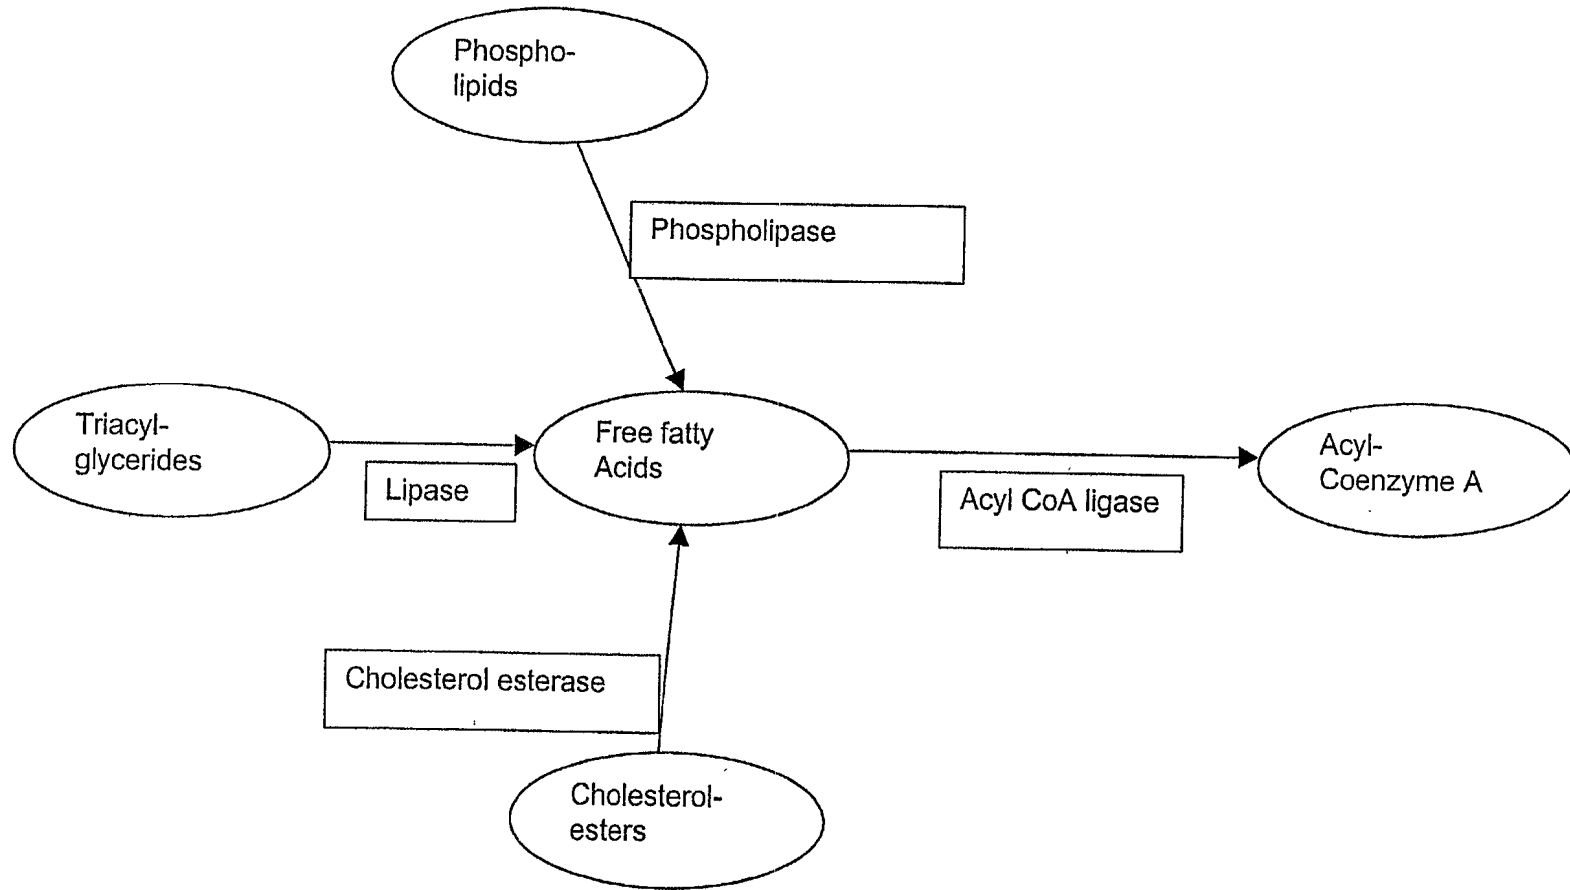 Phospho-
lipids
Phospholipase
Triacyl-
glycerides
Lipase
Free fatty
Acids
Acyl CoA ligase
Acyl-
Coenzyme A
Cholesterol esterase
Cholesterol-
esters